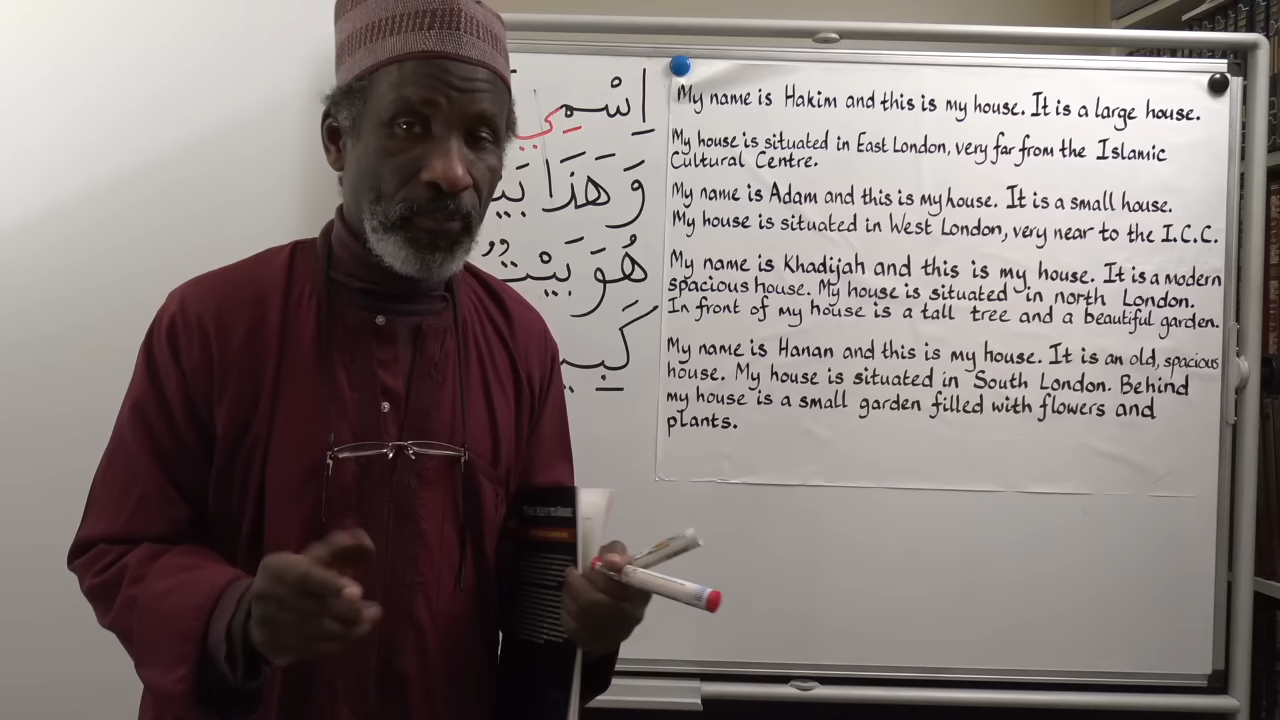 اِسْمِي
وَهَذَا
هُوَ بَيْتٌ
My name is Hakim and this is my house. It is a large house.
My house is situated in East London, very far from the Islamic
Cultural Centre.
My name is Adam and this is my house. It is a small house.
My house is situated in West London, very near to the I.C.C.
My name is Khadijah and this is my house. It is a modern
spacious house. My house is situated in north London.
In front of my house is a tall tree and a beautiful garden.
My name is Hanan and this is my house. It is an old, spacious
house. My house is situated in South London. Behind
my house is a small garden filled with flowers and
plants.